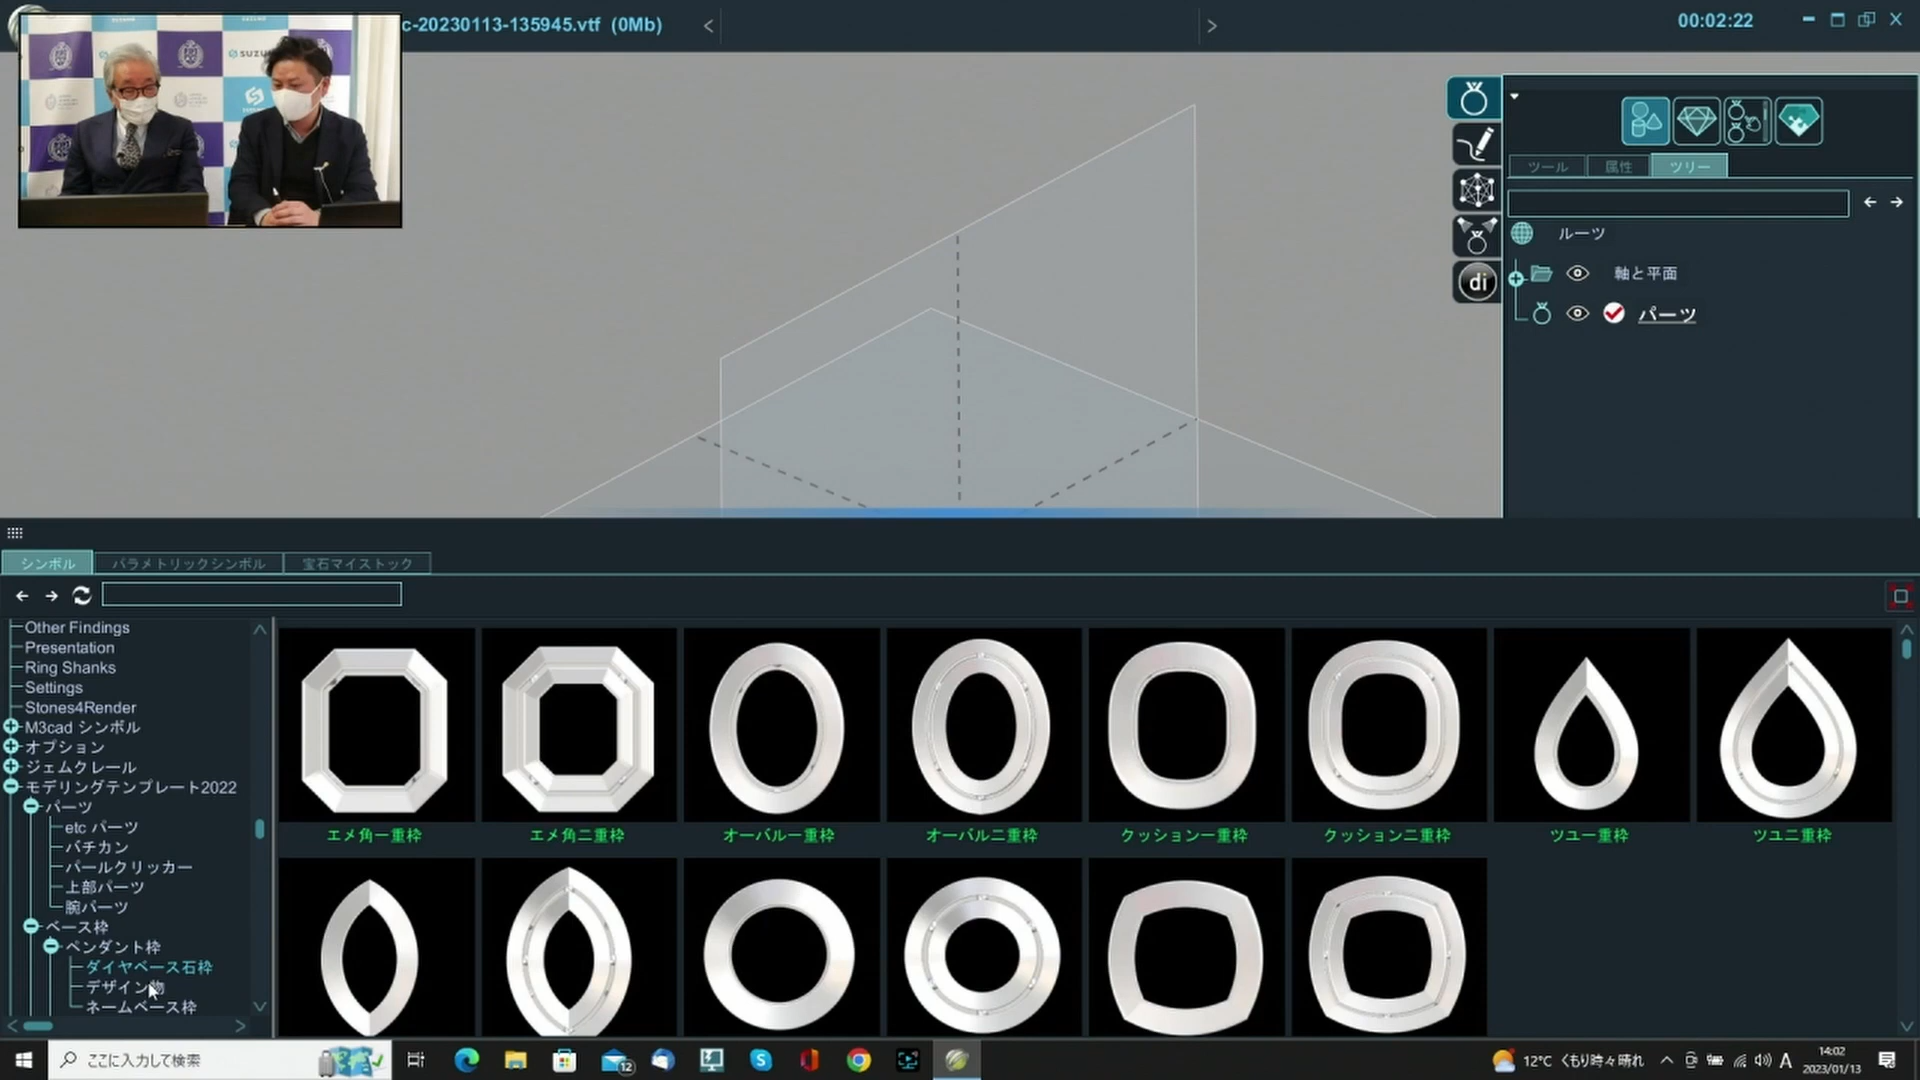 c-20230113-135945.vtf (0Mb)
00:02:22
ツール
属性
ツリー
ルーツ
軸と平面
パーツ
di
シンボル
パラメトリックシンボル
宝石マイストック
Other Findings
Presentation
Ring Shanks
Settings
Stones4Render
M3cad シンボル
オプション
ジェムクレール
モデリングテンプレート2022
パーツ
etc パーツ
バチカン
パールクリッカー
上部パーツ
腕パーツ
ベース枠
ペンダント枠
ダイヤベース石枠
デザイン物
ネームベース枠
エメ角一重枠
エメ角二重枠
オーバル一重枠
オーバル二重枠
クッション一重枠
クッション二重枠
ツユ一重枠
ツユ二重枠
ここに入力して検索
12
12°C くもり時々晴れ
A
14:02
2023/01/13